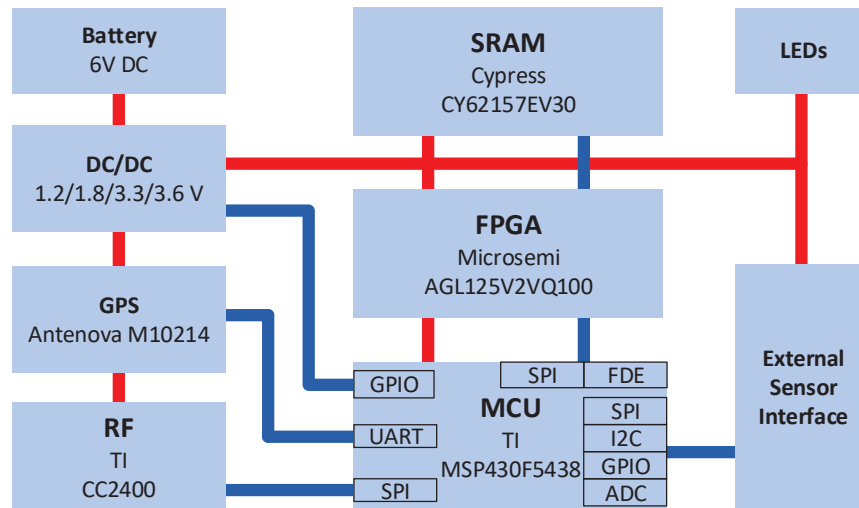 Battery
6V DC
SRAM
Cypress
CY62157EV30
LEDs
DC/DC
1.2/1.8/3.3/3.6 V
FPGA
Microsemi
AGL125V2VQ100
GPS
Antenova M10214
External
Sensor
Interface
RF
TI
CC2400
SPI FDE
GPIO
MCU
SPI
UART
TI
I2C
MSP430F5438
GPIO
SPI
ADC